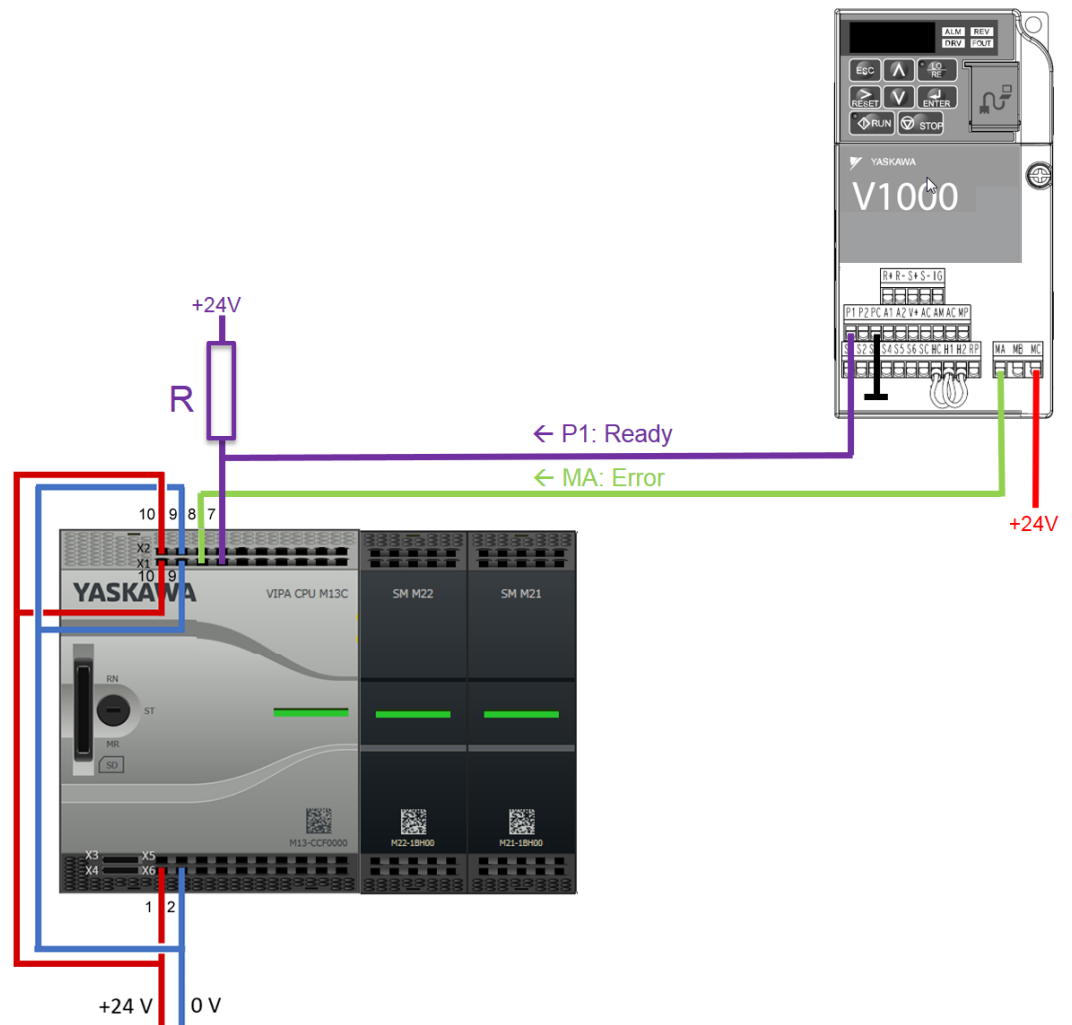 ALM REV
DRV FOUT
ESC LO
RE
RESET ENTER
RUN STOP
YASKAWA
V1000
R+ R- S+ S- IG
P1 P2 PC A1 A2 V+ AC AM AC MP
S2 S4 S5 S6 SC HC H1 H2 RP
MA MB MC
+24V
R
← P1: Ready
← MA: Error
+24V
10 9 8 7
X2
X1
10 9
YASKAWA
VIPA CPU M13C
SM M22
SM M21
RN
ST
MR
SD
M13-CCF0000
M22-1BH00
M21-1BH00
X3 X5
X4 X6
1 2
+24 V
0 V